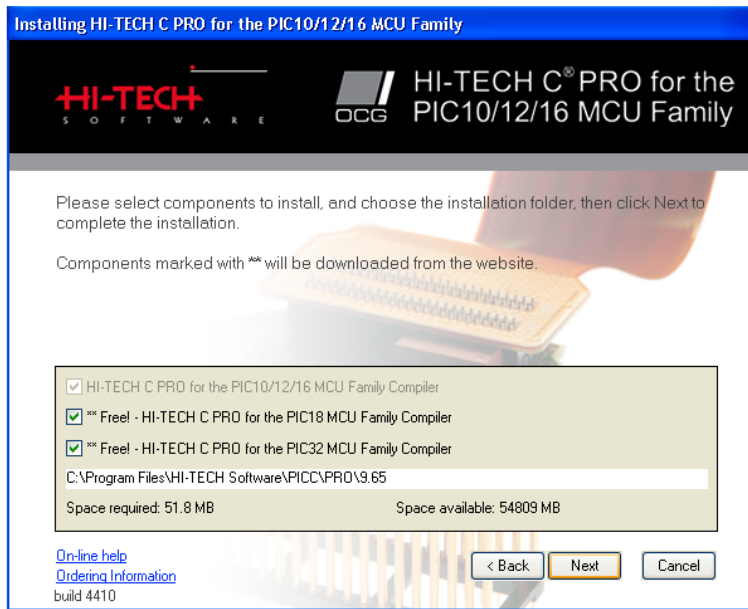 Installing HI-TECH C PRO for the PIC10/12/16 MCU Family
HI-TECH
SOFTWARE
OCG
HI-TECH C® PRO for the
PIC10/12/16 MCU Family
Please select components to install, and choose the installation folder, then click Next to
complete the installation.
Components marked with ** will be downloaded from the website.
HI-TECH C PRO for the PIC10/12/16 MCU Family Compiler
** Free! - HI-TECH C PRO for the PIC18 MCU Family Compiler
** Free! - HI-TECH C PRO for the PIC32 MCU Family Compiler
C:\Program Files\HI-TECH Software\PICC\PRO\9.65
Space required: 51.8 MB Space available: 54809 MB
On-line help
Ordering Information
build 4410
< Back Next Cancel